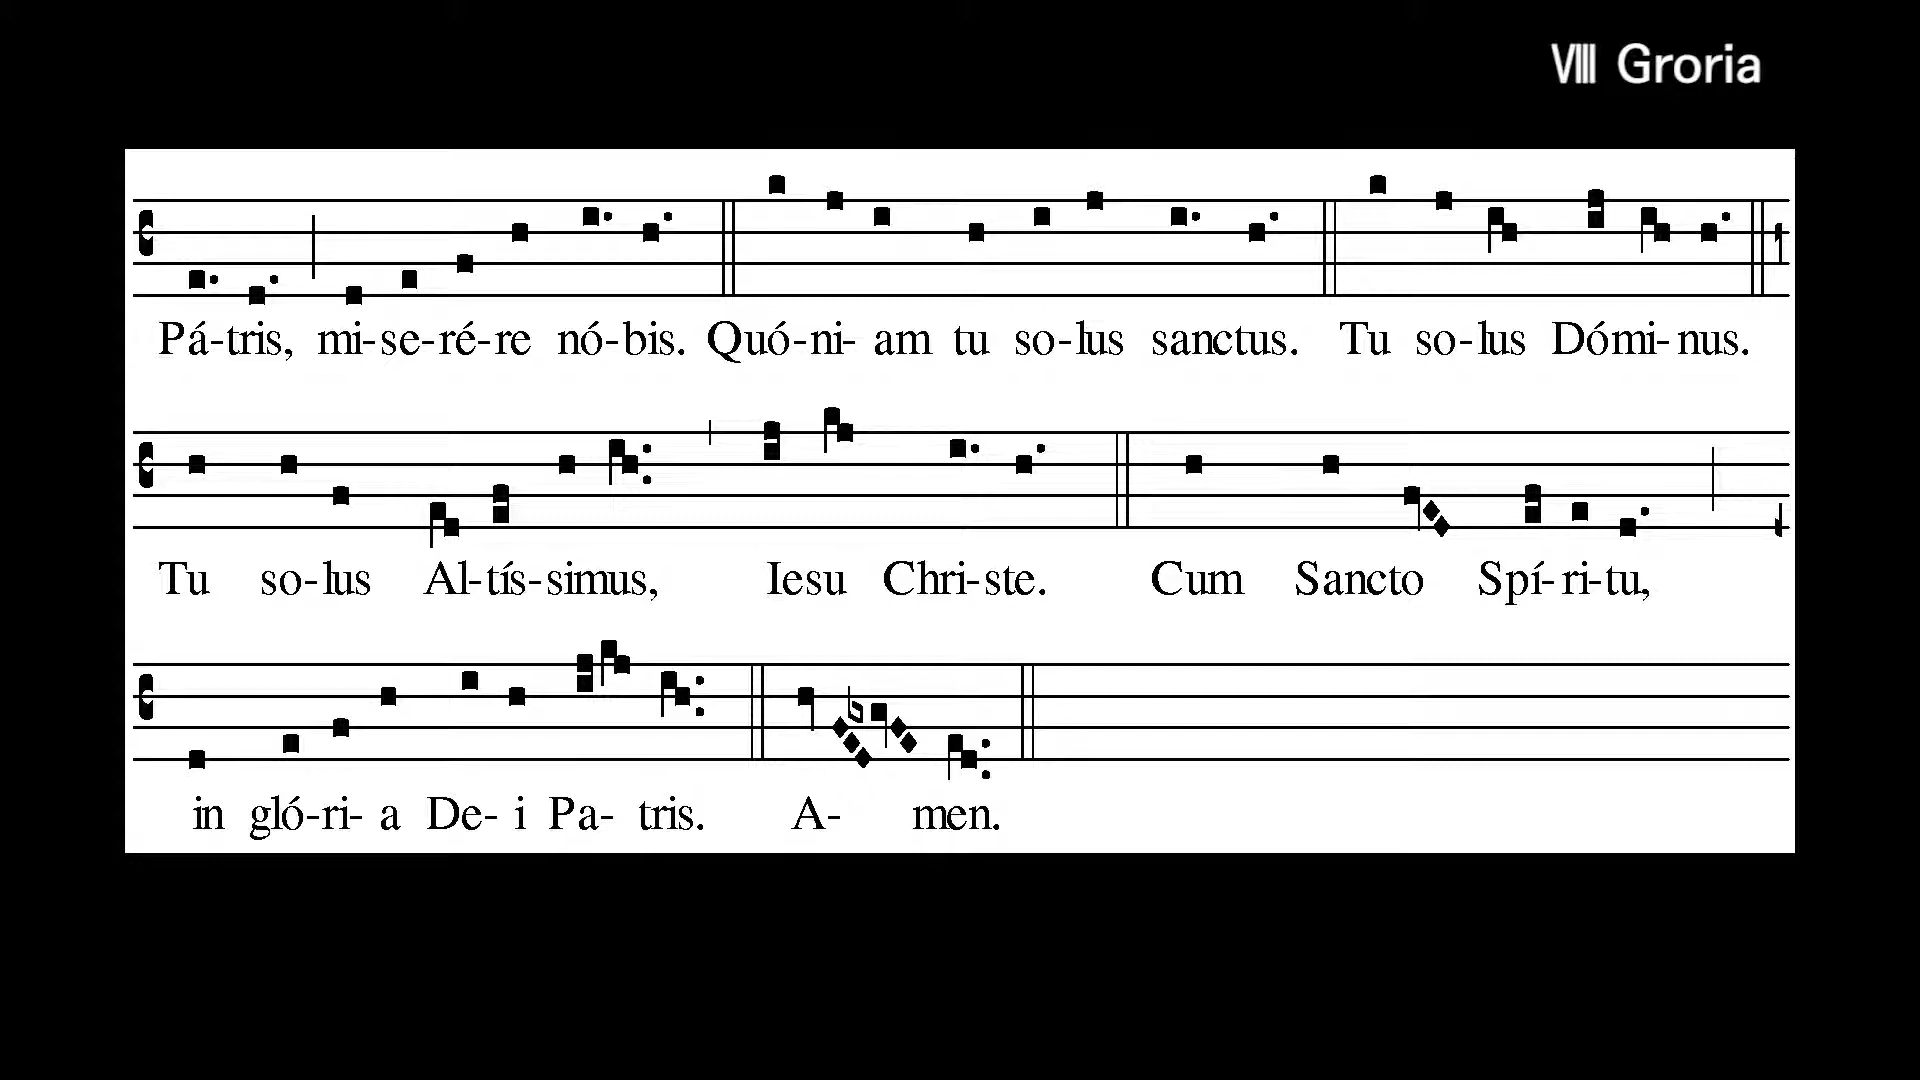 Ⅷ Groria
Pá-tris, mi-se-ré-re nó-bis. Quó-ni- am tu so-lus sanctus. Tu so-lus Dómi-nus.
Tu so-lus Al-tís-simus, Iesu Chri-ste. Cum Sancto Spí-ri-tu,
in gló-ri- a De- i Pa- tris. A- men.